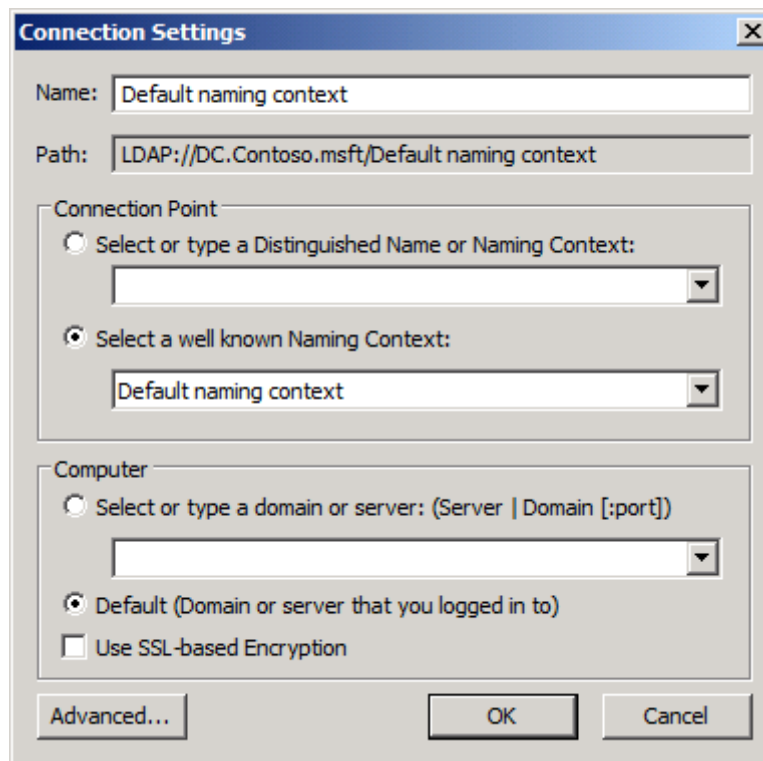 Connection Settings
Name: Default naming context
Path: LDAP://DC.Contoso.msft/Default naming context
Connection Point
Select or type a Distinguished Name or Naming Context:
Select a well known Naming Context:
Default naming context
Computer
Select or type a domain or server: (Server | Domain [:port])
Default (Domain or server that you logged in to)
Use SSL-based Encryption
Advanced... OK Cancel